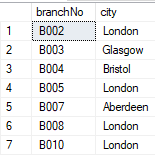 branchNo city
1 B002 London
2 B003 Glasgow
3 B004 Bristol
4 B005 London
5 B007 Aberdeen
6 B008 London
7 B010 London